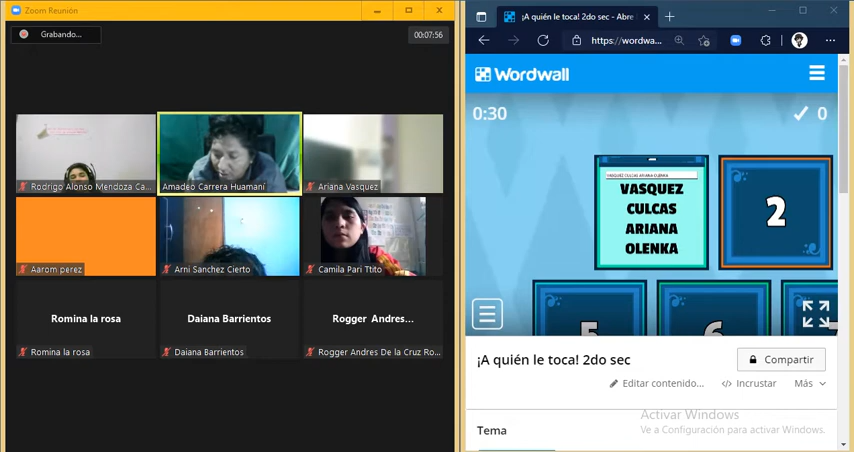 Zoom Reunión
Grabando...
00:07:56
Rodrigo Alonso Mendoza Ca...
Amadeo Carrera Huamaní
Ariana Vasquez
Aarom perez
Arni Sanchez Cierto
Camila Pari Ttito
Romina la rosa
Daiana Barrientos
Rogger Andres...
Romina la rosa
Daiana Barrientos
Rogger Andres De la Cruz Ro...
¡A quién le toca! 2do sec - Abre
https://wordwa...
Wordwall
0:30
0
VASQUEZ CULCAS ARIANA OLENKA
VASQUEZ
CULCAS
ARIANA
OLENKA
2
5
6
7
¡A quién le toca! 2do sec
Compartir
Editar contenido...
Incrustar
Más
Activar Windows
Ve a Configuración para activar Windows.
Tema